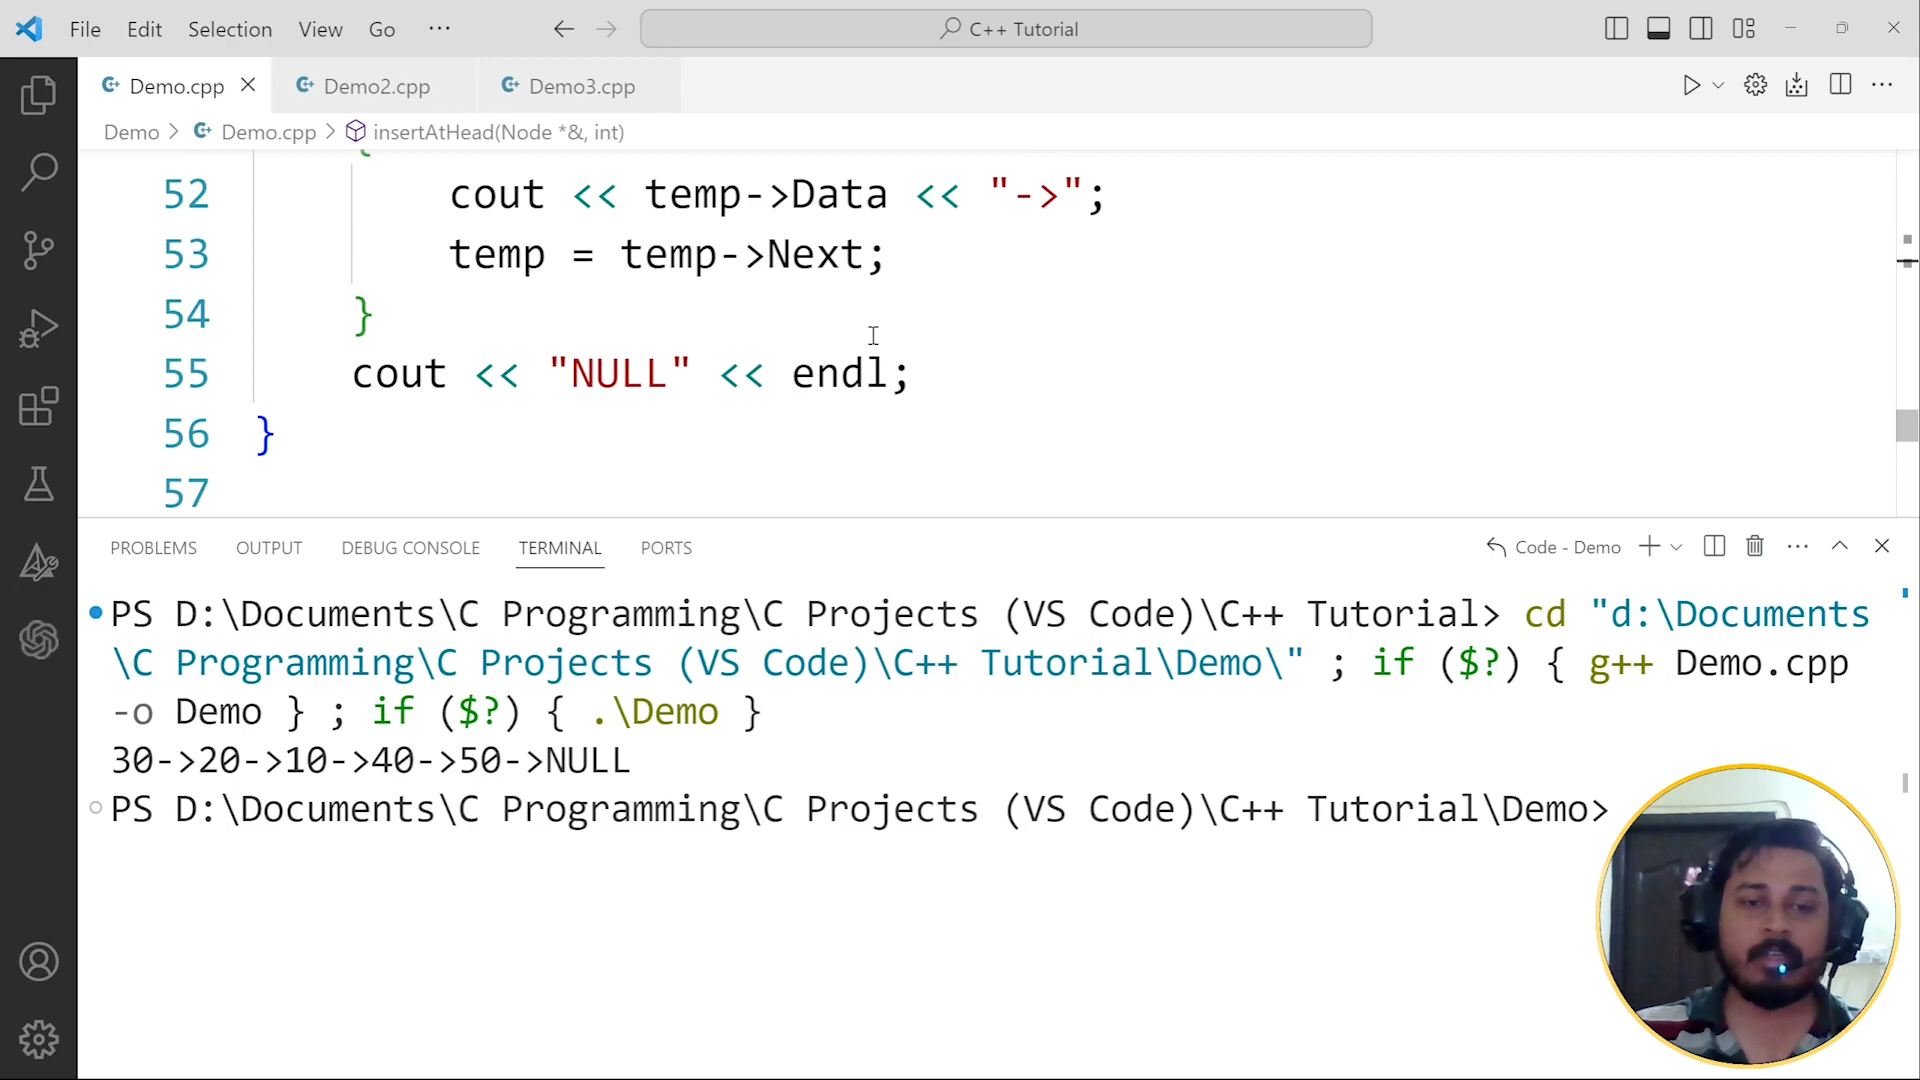 File Edit Selection View Go ··· C++ Tutorial
Demo.cpp Demo2.cpp Demo3.cpp
Demo > Demo.cpp > insertAtHead(Node *&, int)
{
52 cout << temp->Data << "->";
53 temp = temp->Next;
54 }
55 cout << "NULL" << endl;
56 }
57
PROBLEMS OUTPUT DEBUG CONSOLE TERMINAL PORTS Code - Demo
PS D:\Documents\C Programming\C Projects (VS Code)\C++ Tutorial> cd "d:\Documents
\C Programming\C Projects (VS Code)\C++ Tutorial\Demo\" ; if ($?) { g++ Demo.cpp
-o Demo } ; if ($?) { .\Demo }
30->20->10->40->50->NULL
PS D:\Documents\C Programming\C Projects (VS Code)\C++ Tutorial\Demo>